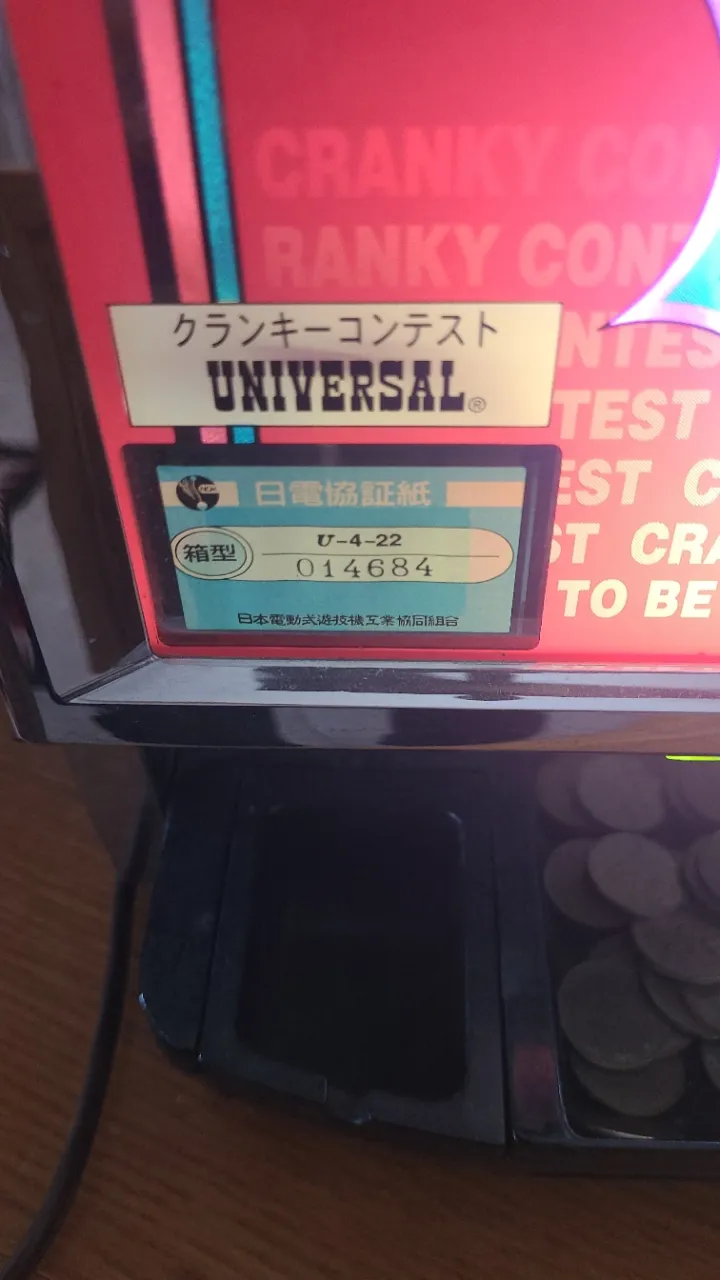 CRANKY CON
RANKY CONT
NTES
TEST
EST C
ST CRA
TO BE
クランキーコンテスト
UNIVERSAL®
日電協証紙
箱型
U-4-22
014684
日本電動式遊技機工業協同組合